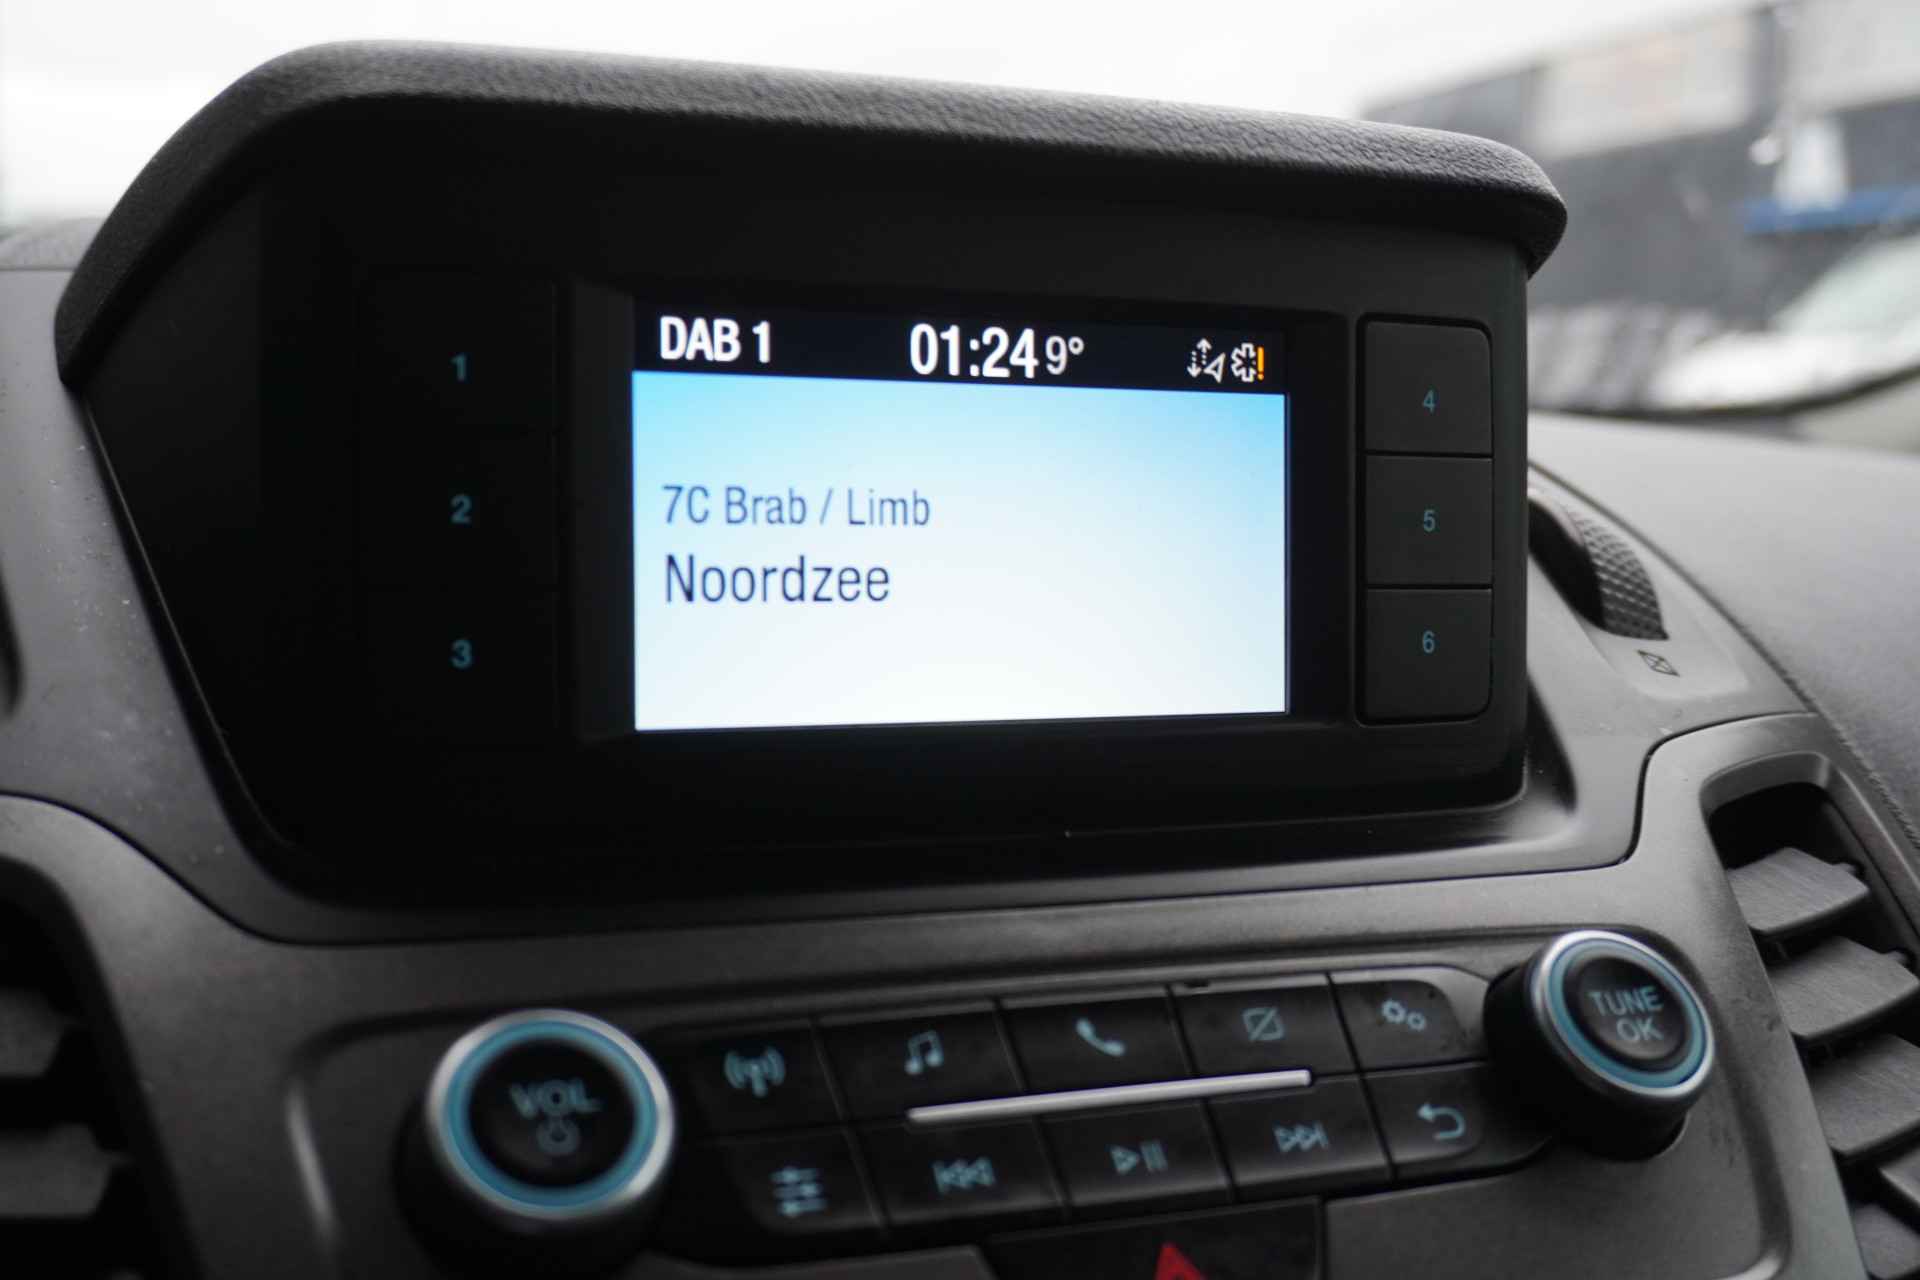 DAB 1 01:24 9°
7C Brab / Limb
Noordzee
1
2
3
4
5
6
VOL
TUNE
OK